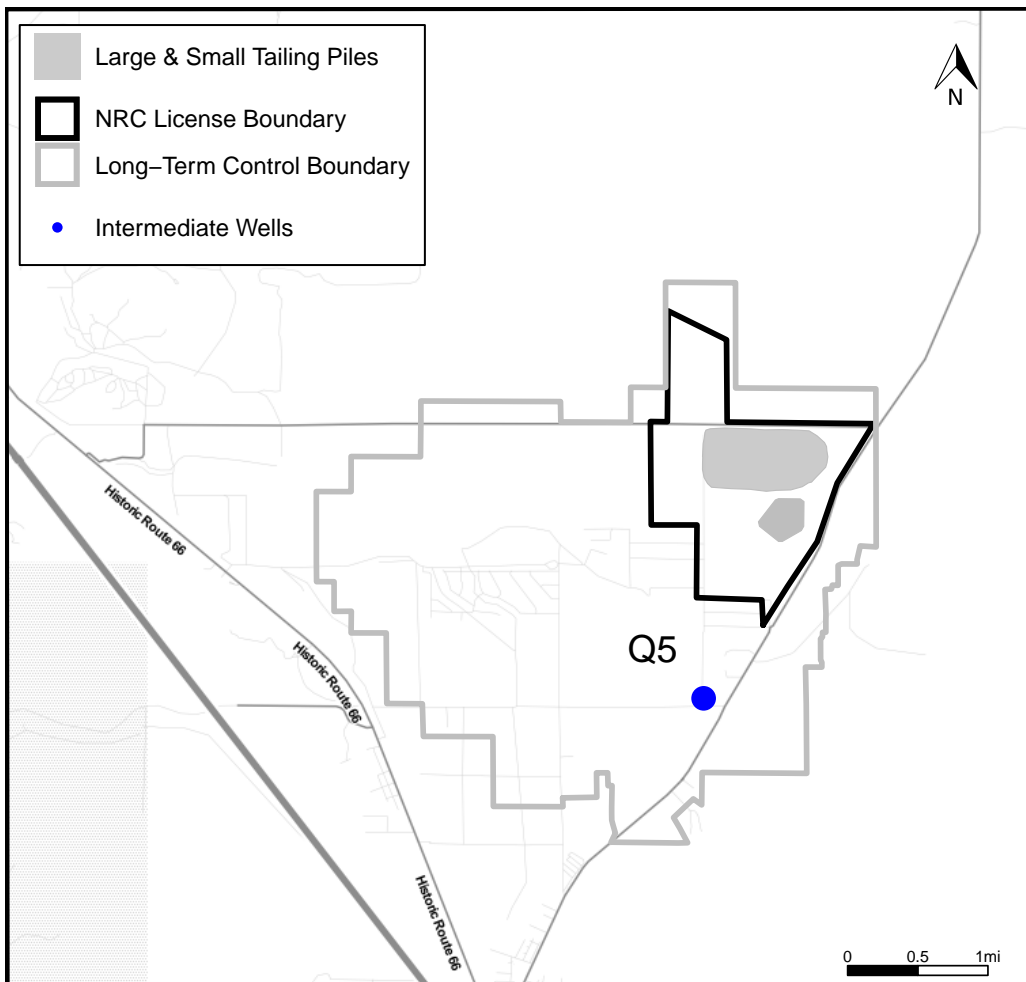 Large & Small Tailing Piles
NRC License Boundary
Long−Term Control Boundary
Intermediate Wells
N
Historic Route 66
Historic Route 66
Q5
Historic Route 66
0 0.5 1mi